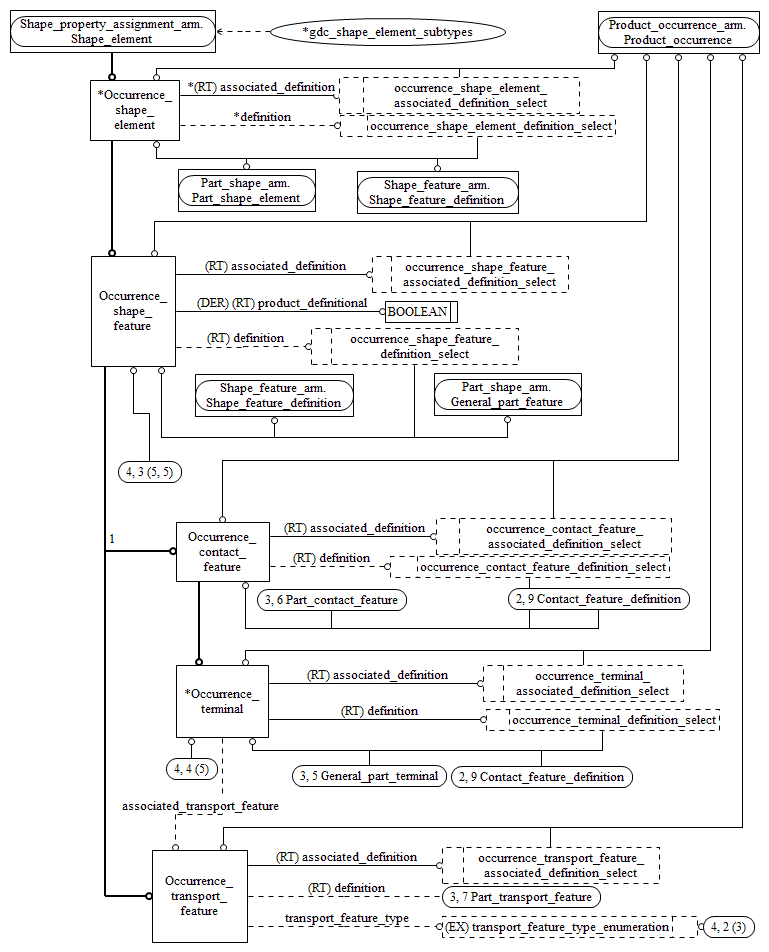 Shape_property_assignment_arm.
Shape_element
*gdc_shape_element_subtypes
Product_occurrence_arm.
Product_occurrence
*Occurrence_
shape_
element
*(RT) associated_definition
occurrence_shape_element_
associated_definition_select
*definition
occurrence_shape_element_definition_select
Part_shape_arm.
Part_shape_element
Shape_feature_arm.
Shape_feature_definition
Occurrence_
shape_
feature
(RT) associated_definition
occurrence_shape_feature_
associated_definition_select
(DER) (RT) product_definitional
BOOLEAN
(RT) definition
occurrence_shape_feature_
definition_select
Shape_feature_arm.
Shape_feature_definition
Part_shape_arm.
General_part_feature
4, 3 (5, 5)
1
Occurrence_
contact_
feature
(RT) associated_definition
occurrence_contact_feature_
associated_definition_select
(RT) definition
occurrence_contact_feature_definition_select
3, 6 Part_contact_feature
2, 9 Contact_feature_definition
*Occurrence_
terminal
(RT) associated_definition
occurrence_terminal_
associated_definition_select
(RT) definition
occurrence_terminal_definition_select
4, 4 (5)
3, 5 General_part_terminal
2, 9 Contact_feature_definition
associated_transport_feature
Occurrence_
transport_
feature
(RT) associated_definition
occurrence_transport_feature_
associated_definition_select
(RT) definition
3, 7 Part_transport_feature
transport_feature_type
(EX) transport_feature_type_enumeration
4, 2 (3)